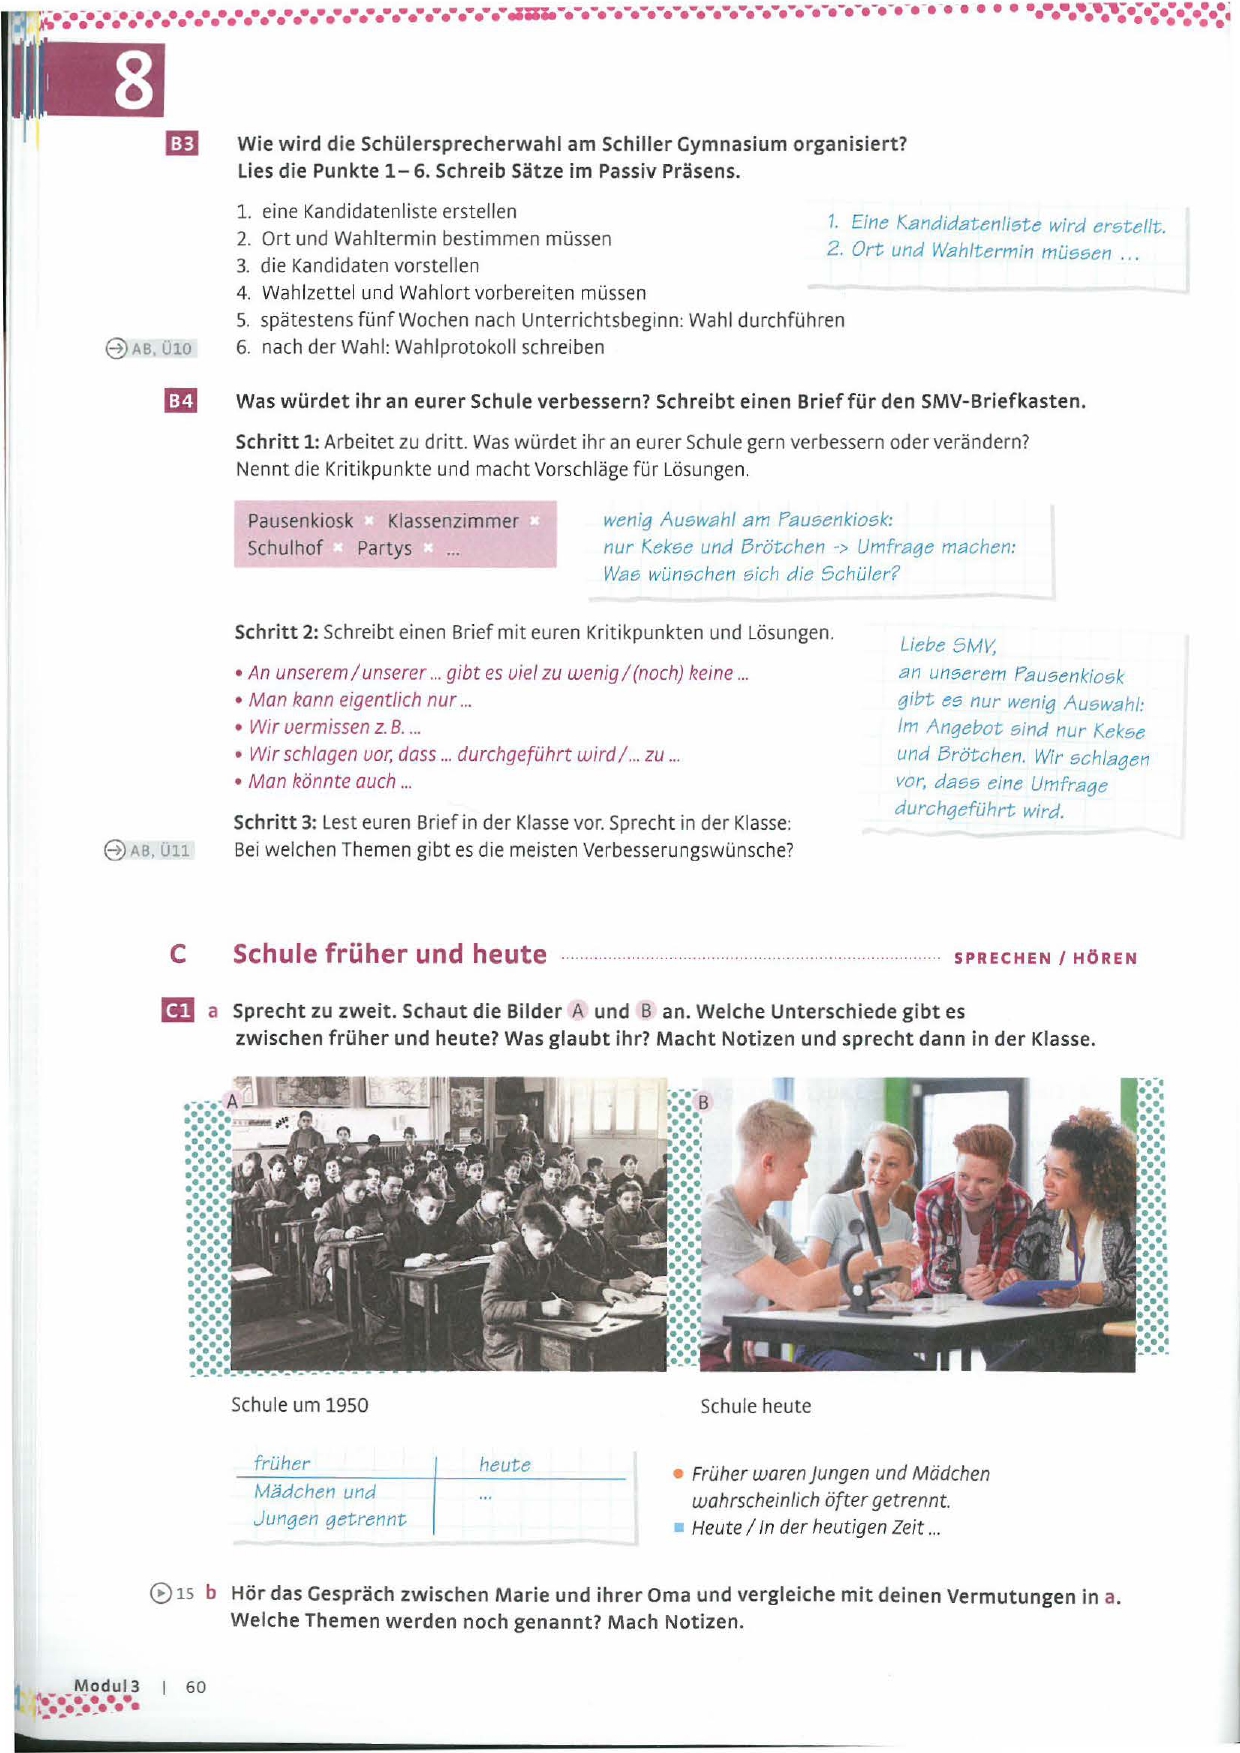 8
B3 Wie wird die Schülersprecherwahl am Schiller Gymnasium organisiert?
Lies die Punkte 1– 6. Schreib Sätze im Passiv Präsens.
1. eine Kandidatenliste erstellen
2. Ort und Wahltermin bestimmen müssen
3. die Kandidaten vorstellen
4. Wahlzettel und Wahlort vorbereiten müssen
5. spätestens fünf Wochen nach Unterrichtsbeginn: Wahl durchführen
AB, Ü10 6. nach der Wahl: Wahlprotokoll schreiben
1. Eine Kandidatenliste wird erstellt.
2. Ort und Wahltermin müssen ...
B4 Was würdet ihr an eurer Schule verbessern? Schreibt einen Brief für den SMV-Briefkasten.
Schritt 1: Arbeitet zu dritt. Was würdet ihr an eurer Schule gern verbessern oder verändern?
Nennt die Kritikpunkte und macht Vorschläge für Lösungen.
Pausenkiosk × Klassenzimmer ×
Schulhof × Partys × ...
wenig Auswahl am Pausenkiosk:
nur Kekse und Brötchen -> Umfrage machen:
Was wünschen sich die Schüler?
Schritt 2: Schreibt einen Brief mit euren Kritikpunkten und Lösungen.
• An unserem / unserer ... gibt es viel zu wenig / (noch) keine ...
• Man kann eigentlich nur ...
• Wir vermissen z. B. ...
• Wir schlagen vor, dass ... durchgeführt wird / ... zu ...
• Man könnte auch ...
Liebe SMV,
an unserem Pausenkiosk
gibt es nur wenig Auswahl:
Im Angebot sind nur Kekse
und Brötchen. Wir schlagen
vor, dass eine Umfrage
durchgeführt wird.
Schritt 3: Lest euren Brief in der Klasse vor. Sprecht in der Klasse:
AB, Ü11 Bei welchen Themen gibt es die meisten Verbesserungswünsche?
C Schule früher und heute SPRECHEN / HÖREN
C1 a Sprecht zu zweit. Schaut die Bilder A und B an. Welche Unterschiede gibt es
zwischen früher und heute? Was glaubt ihr? Macht Notizen und sprecht dann in der Klasse.
A
B
Schule um 1950
Schule heute
früher heute
Mädchen und ...
Jungen getrennt
• Früher waren Jungen und Mädchen
wahrscheinlich öfter getrennt.
■ Heute / In der heutigen Zeit ...
15 b Hör das Gespräch zwischen Marie und ihrer Oma und vergleiche mit deinen Vermutungen in a.
Welche Themen werden noch genannt? Mach Notizen.
Modul 3 | 60